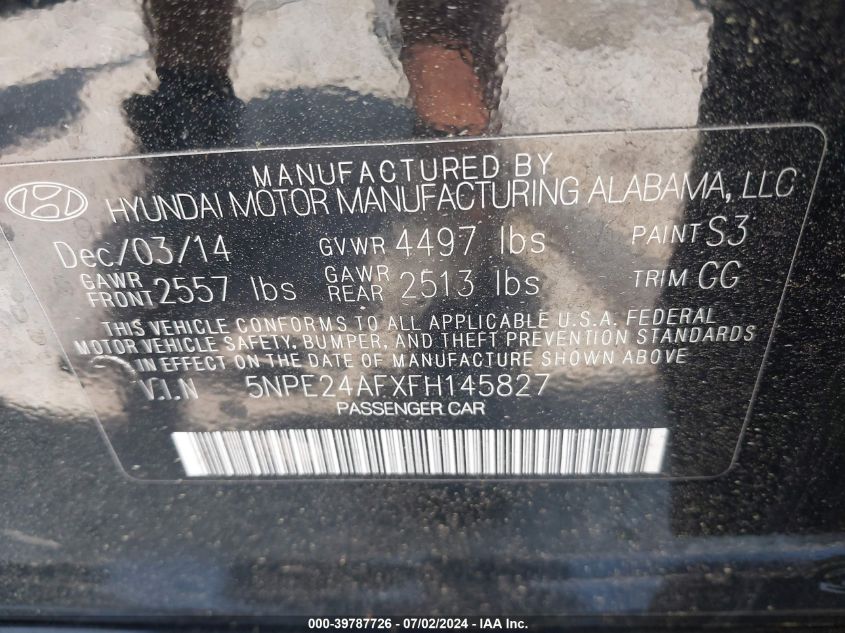 MANUFACTURED BY
HYUNDAI MOTOR MANUFACTURING ALABAMA, LLC
Dec/03/14 GVWR 4497 lbs PAINT S3
GAWR FRONT 2557 lbs GAWR REAR 2513 lbs TRIM GG
THIS VEHICLE CONFORMS TO ALL APPLICABLE U.S.A. FEDERAL
MOTOR VEHICLE SAFETY, BUMPER, AND THEFT PREVENTION STANDARDS
IN EFFECT ON THE DATE OF MANUFACTURE SHOWN ABOVE
V.I.N 5NPE24AFXFH145827
PASSENGER CAR
000-39787726 - 07/02/2024 - IAA Inc.